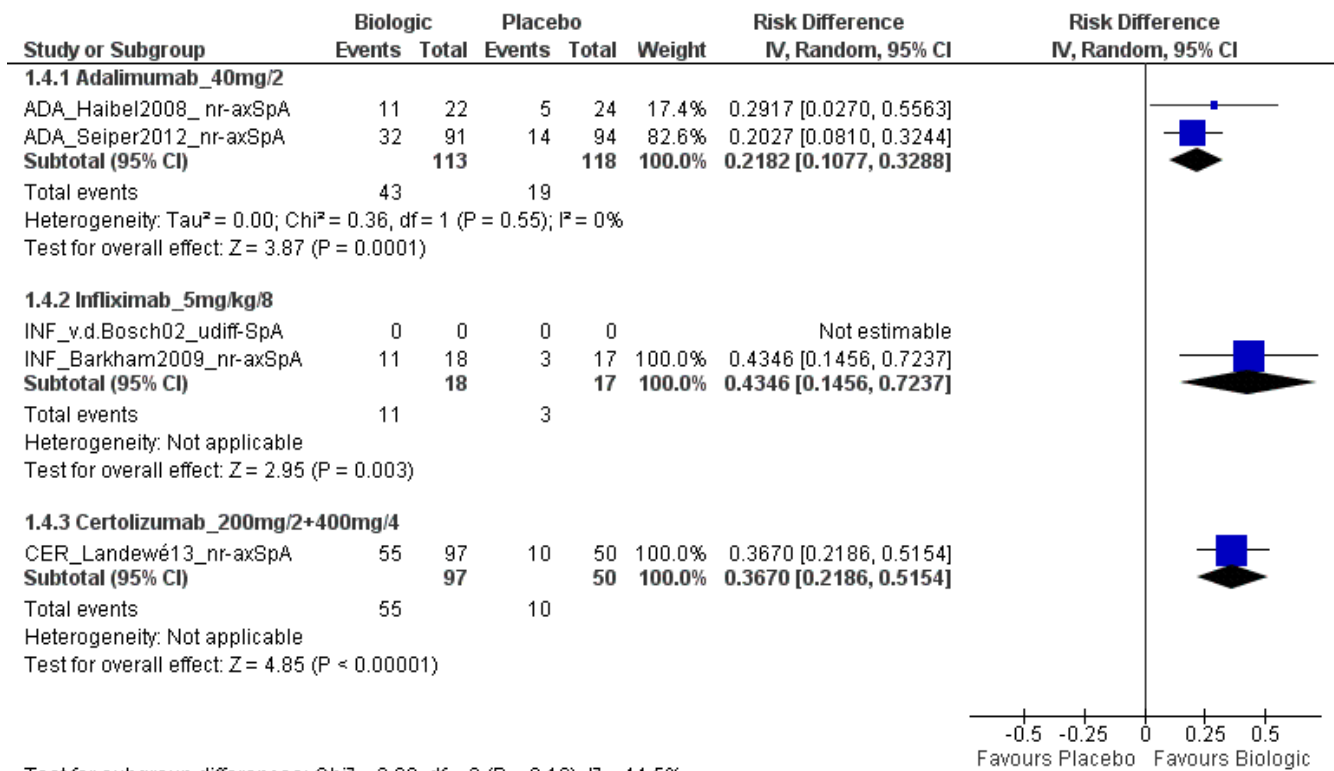 Biologic Placebo Risk Difference Risk Difference
Study or Subgroup Events Total Events Total Weight IV, Random, 95% CI IV, Random, 95% CI
1.4.1 Adalimumab_40mg/2
ADA_Haibel2008_ nr-axSpA 11 22 5 24 17.4% 0.2917 [0.0270, 0.5563]
ADA_Seiper2012_nr-axSpA 32 91 14 94 82.6% 0.2027 [0.0810, 0.3244]
Subtotal (95% CI) 113 118 100.0% 0.2182 [0.1077, 0.3288]
Total events 43 19
Heterogeneity: Tau² = 0.00; Chi² = 0.36, df = 1 (P = 0.55); I² = 0%
Test for overall effect: Z = 3.87 (P = 0.0001)
1.4.2 Infliximab_5mg/kg/8
INF_v.d.Bosch02_udiff-SpA 0 0 0 0 Not estimable
INF_Barkham2009_nr-axSpA 11 18 3 17 100.0% 0.4346 [0.1456, 0.7237]
Subtotal (95% CI) 18 17 100.0% 0.4346 [0.1456, 0.7237]
Total events 11 3
Heterogeneity: Not applicable
Test for overall effect: Z = 2.95 (P = 0.003)
1.4.3 Certolizumab_200mg/2+400mg/4
CER_Landewé13_nr-axSpA 55 97 10 50 100.0% 0.3670 [0.2186, 0.5154]
Subtotal (95% CI) 97 50 100.0% 0.3670 [0.2186, 0.5154]
Total events 55 10
Heterogeneity: Not applicable
Test for overall effect: Z = 4.85 (P < 0.00001)
-0.5 -0.25 0 0.25 0.5
Favours Placebo Favours Biologic